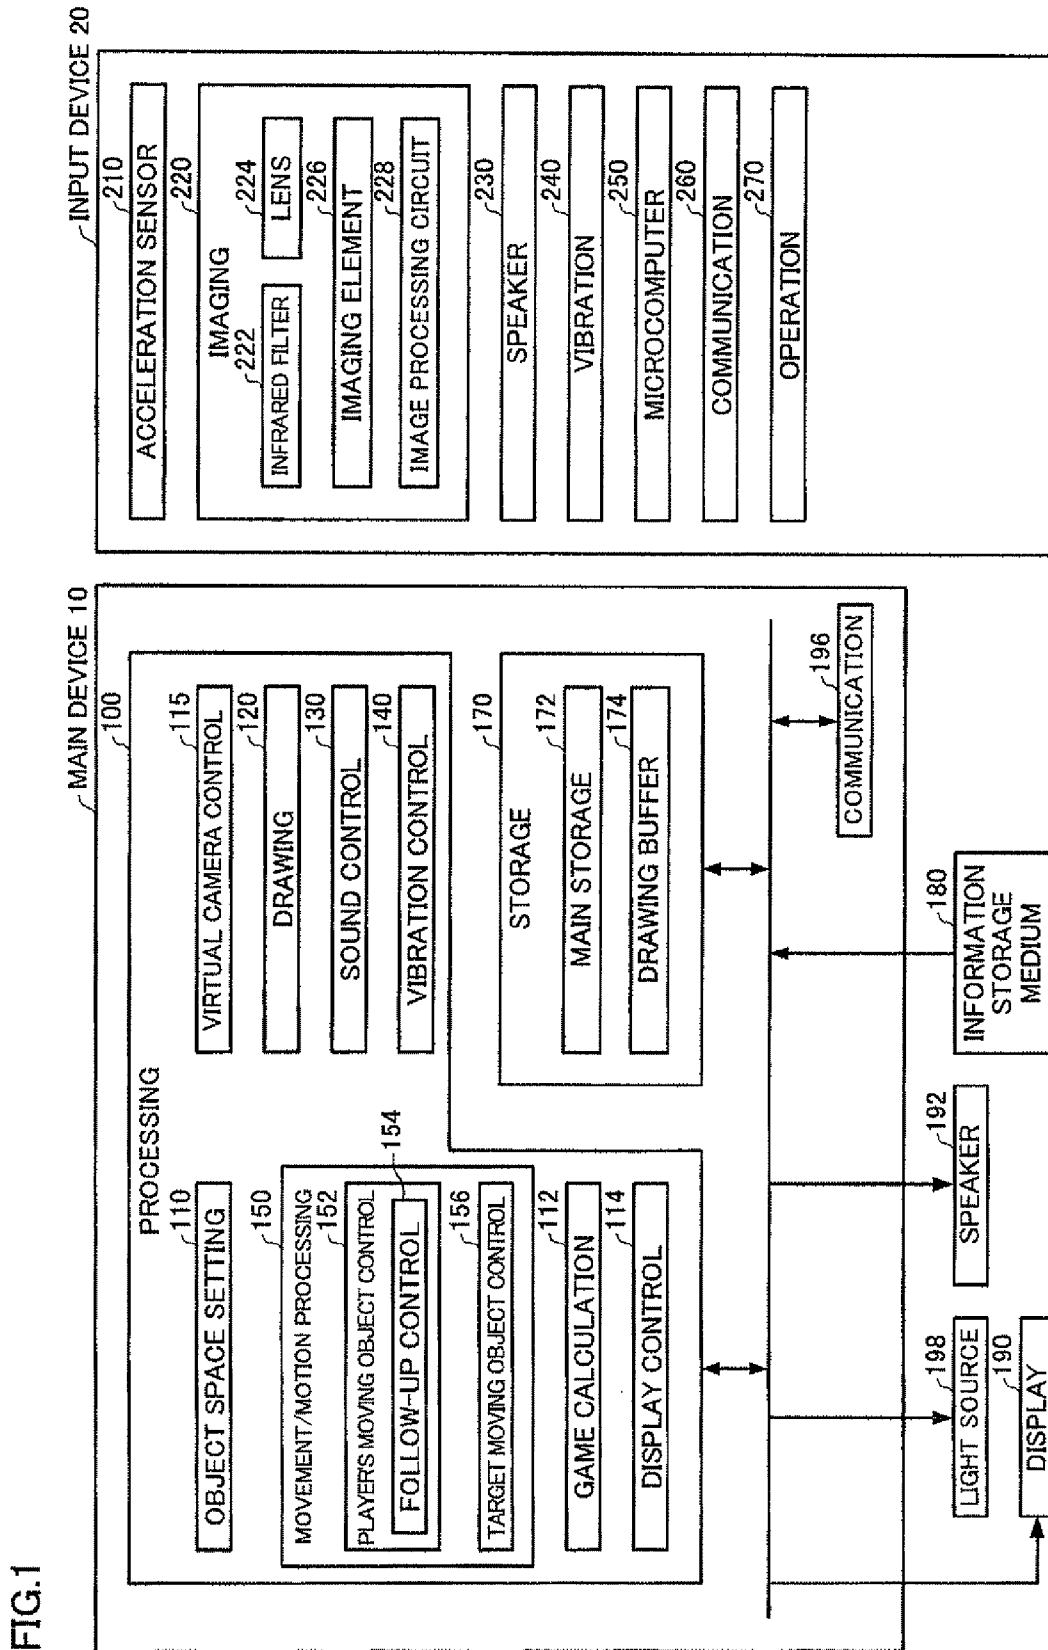 FIG.1
MAIN DEVICE 10
100
PROCESSING
110
OBJECT SPACE SETTING
150
MOVEMENT/MOTION PROCESSING
152
PLAYER'S MOVING OBJECT CONTROL
154
FOLLOW-UP CONTROL
156
TARGET MOVING OBJECT CONTROL
112
GAME CALCULATION
114
DISPLAY CONTROL
115
VIRTUAL CAMERA CONTROL
120
DRAWING
130
SOUND CONTROL
140
VIBRATION CONTROL
170
STORAGE
172
MAIN STORAGE
174
DRAWING BUFFER
196
COMMUNICATION
198
LIGHT SOURCE
190
DISPLAY
192
SPEAKER
180
INFORMATION
STORAGE
MEDIUM
INPUT DEVICE 20
210
ACCELERATION SENSOR
220
IMAGING
222
INFRARED FILTER
224
LENS
226
IMAGING ELEMENT
228
IMAGE PROCESSING CIRCUIT
230
SPEAKER
240
VIBRATION
250
MICROCOMPUTER
260
COMMUNICATION
270
OPERATION